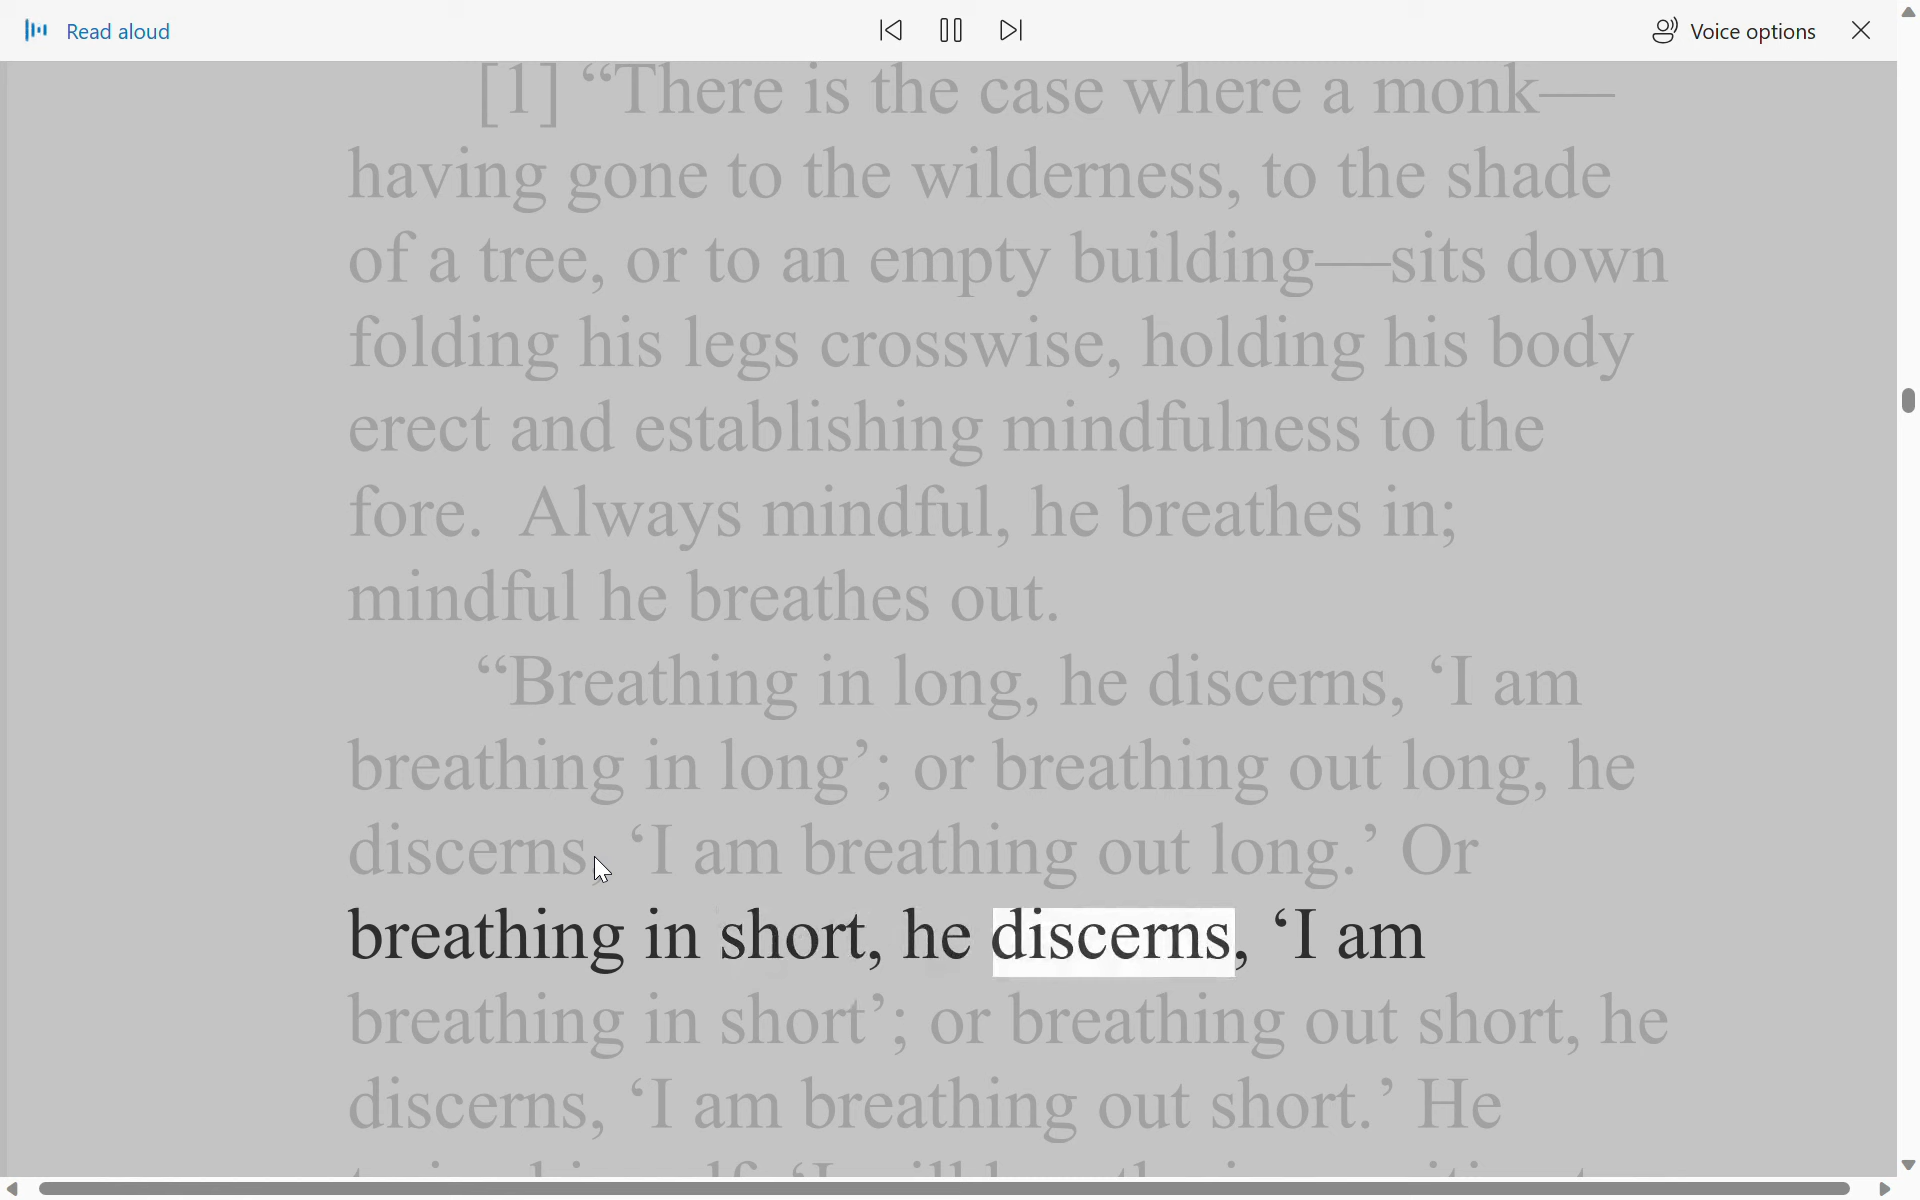 Read aloud
Voice options
[1] “There is the case where a monk—
having gone to the wilderness, to the shade
of a tree, or to an empty building—sits down
folding his legs crosswise, holding his body
erect and establishing mindfulness to the
fore.  Always mindful, he breathes in;
mindful he breathes out.
“Breathing in long, he discerns, ‘I am
breathing in long’; or breathing out long, he
discerns, ‘I am breathing out long.’ Or
breathing in short, he discerns, ‘I am
breathing in short’; or breathing out short, he
discerns, ‘I am breathing out short.’ He